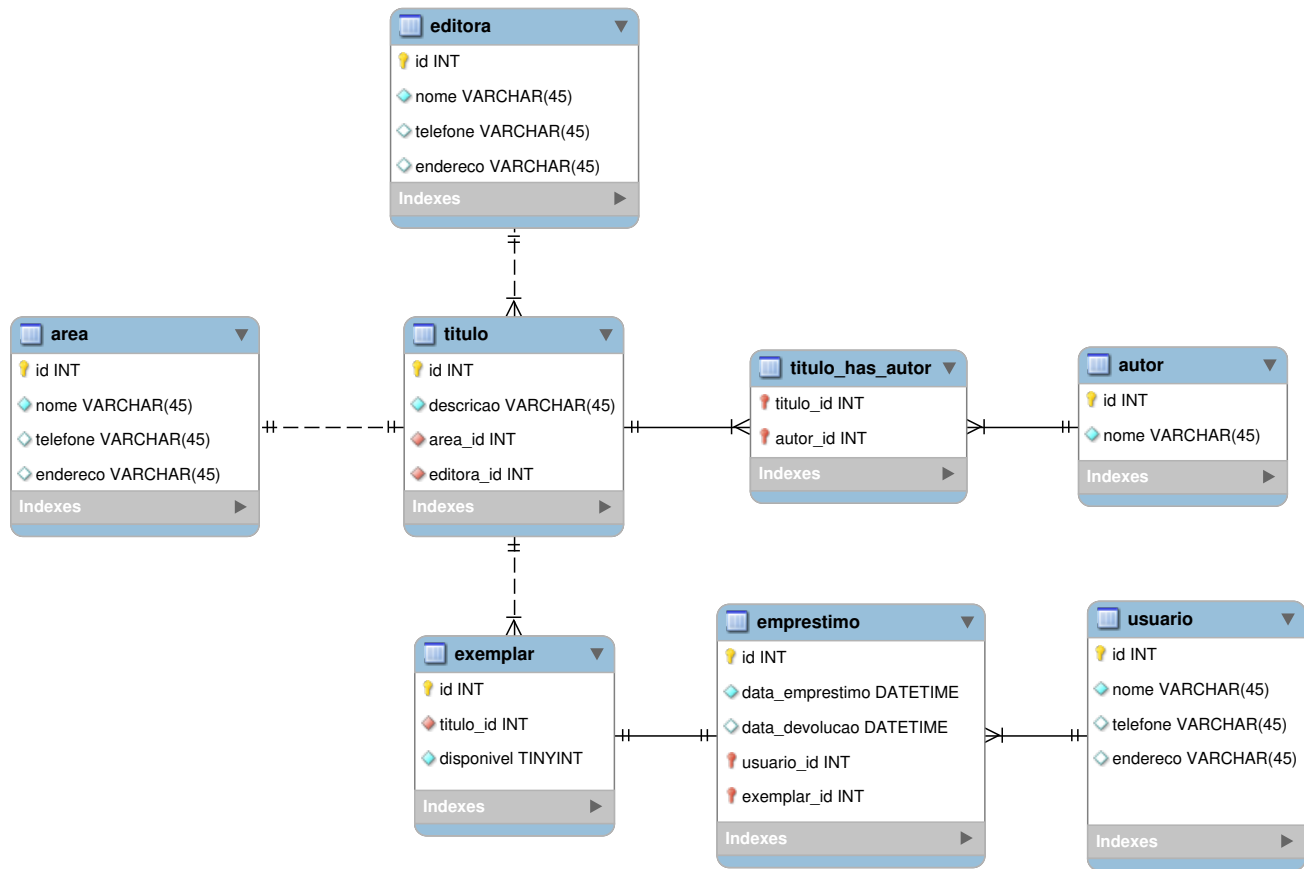 editora
id INT
nome VARCHAR(45)
telefone VARCHAR(45)
endereco VARCHAR(45)
Indexes
area
id INT
nome VARCHAR(45)
telefone VARCHAR(45)
endereco VARCHAR(45)
Indexes
titulo
id INT
descricao VARCHAR(45)
area_id INT
editora_id INT
Indexes
titulo_has_autor
titulo_id INT
autor_id INT
Indexes
autor
id INT
nome VARCHAR(45)
Indexes
exemplar
id INT
titulo_id INT
disponivel TINYINT
Indexes
emprestimo
id INT
data_emprestimo DATETIME
data_devolucao DATETIME
usuario_id INT
exemplar_id INT
Indexes
usuario
id INT
nome VARCHAR(45)
telefone VARCHAR(45)
endereco VARCHAR(45)
Indexes